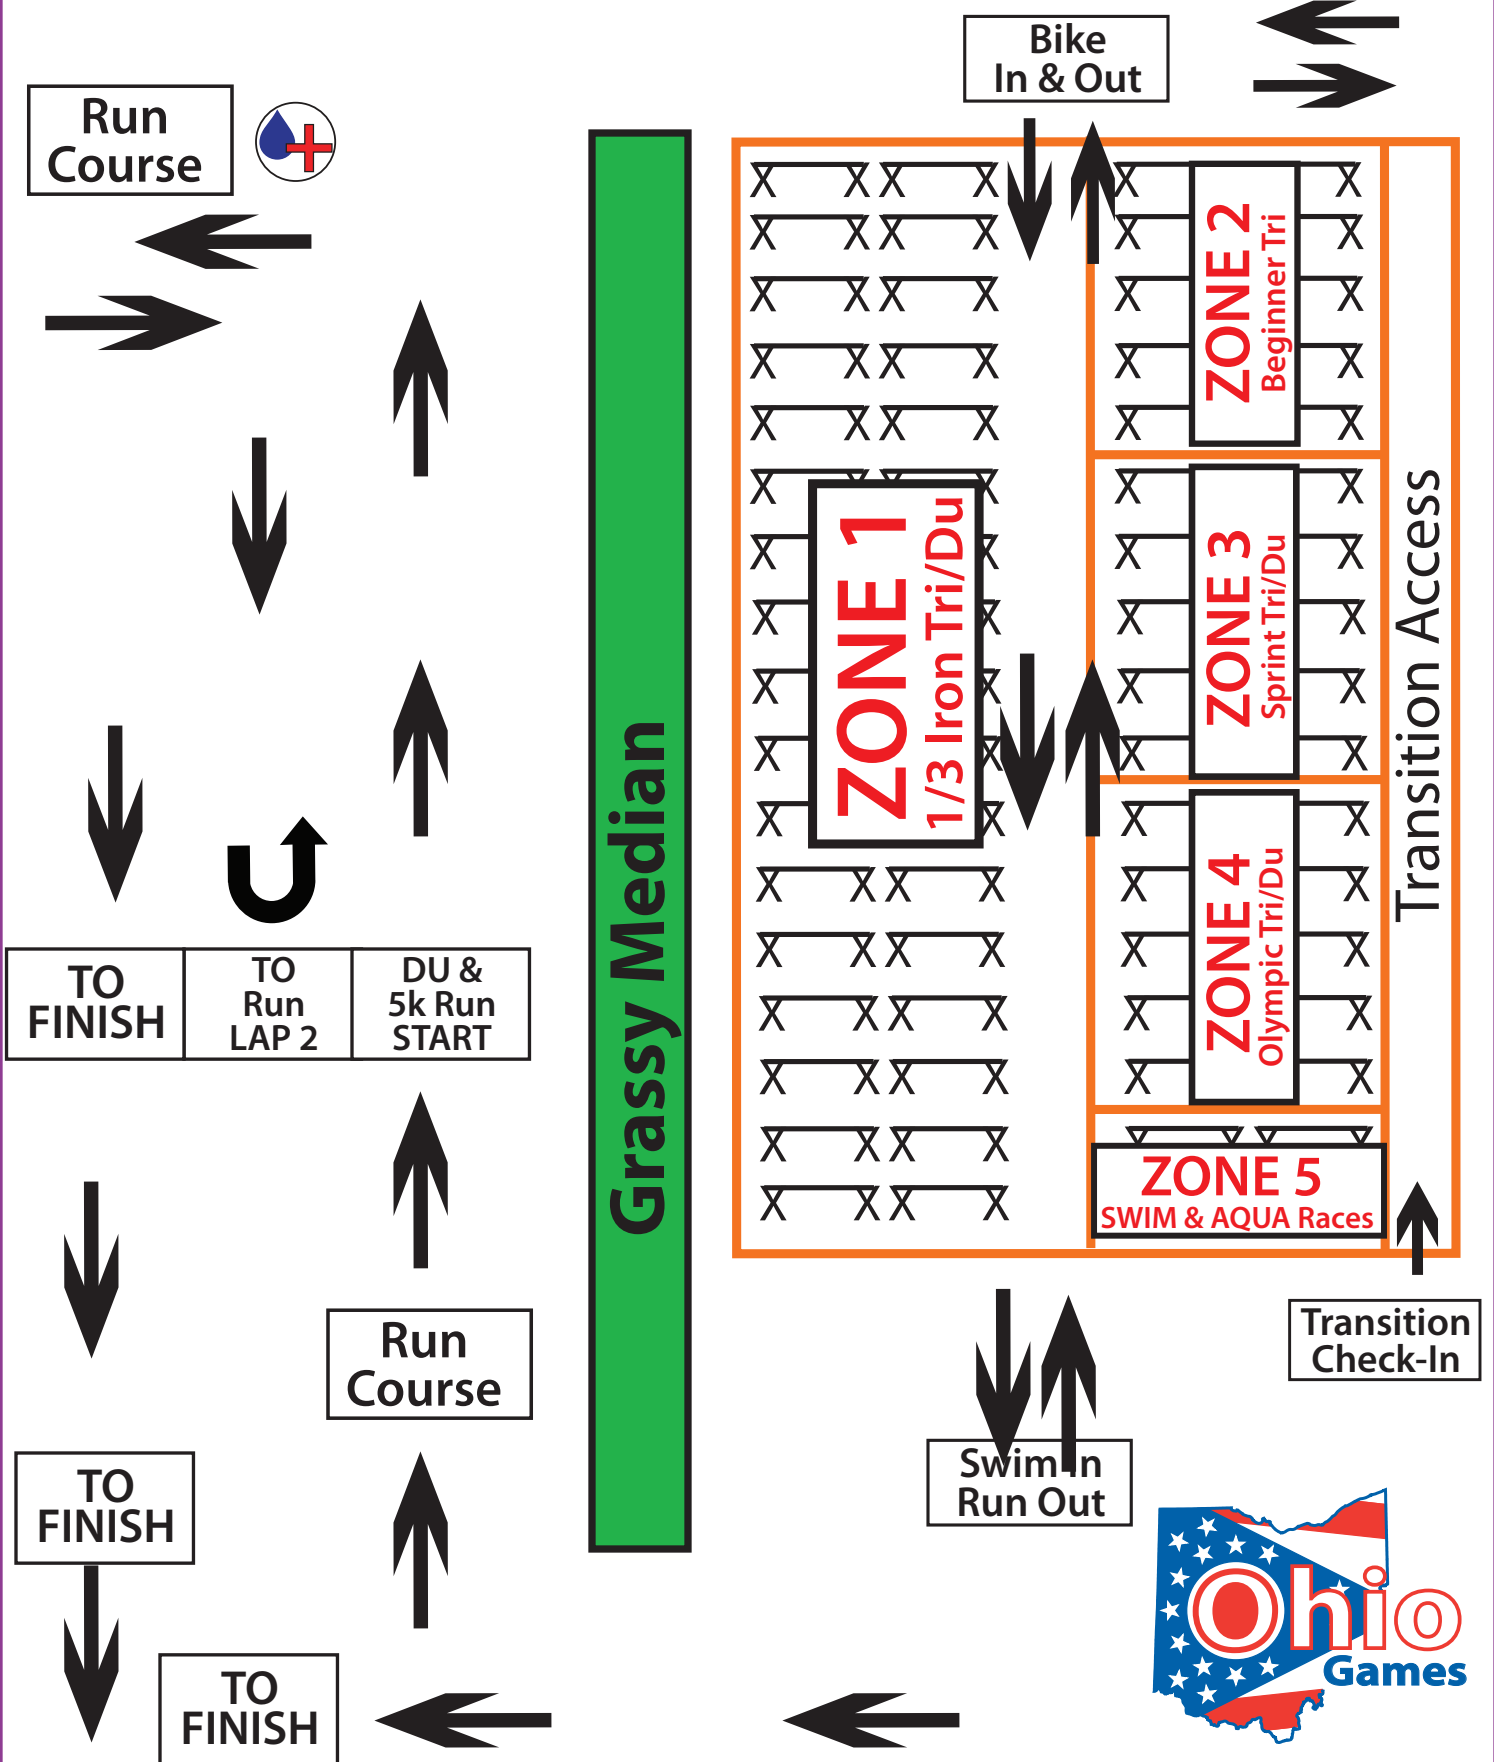 Bike
In & Out
Run
Course
ZONE 2
Beginner Tri
ZONE 1
1/3 Iron Tri/Du
ZONE 3
Sprint Tri/Du
Transition Access
Grassy Median
ZONE 4
Olympic Tri/Du
TO
FINISH
TO
Run
LAP 2
DU &
5k Run
START
ZONE 5
SWIM & AQUA Races
Run
Course
Transition
Check-In
TO
FINISH
Swim In
Run Out
TO
FINISH
Ohio
Games